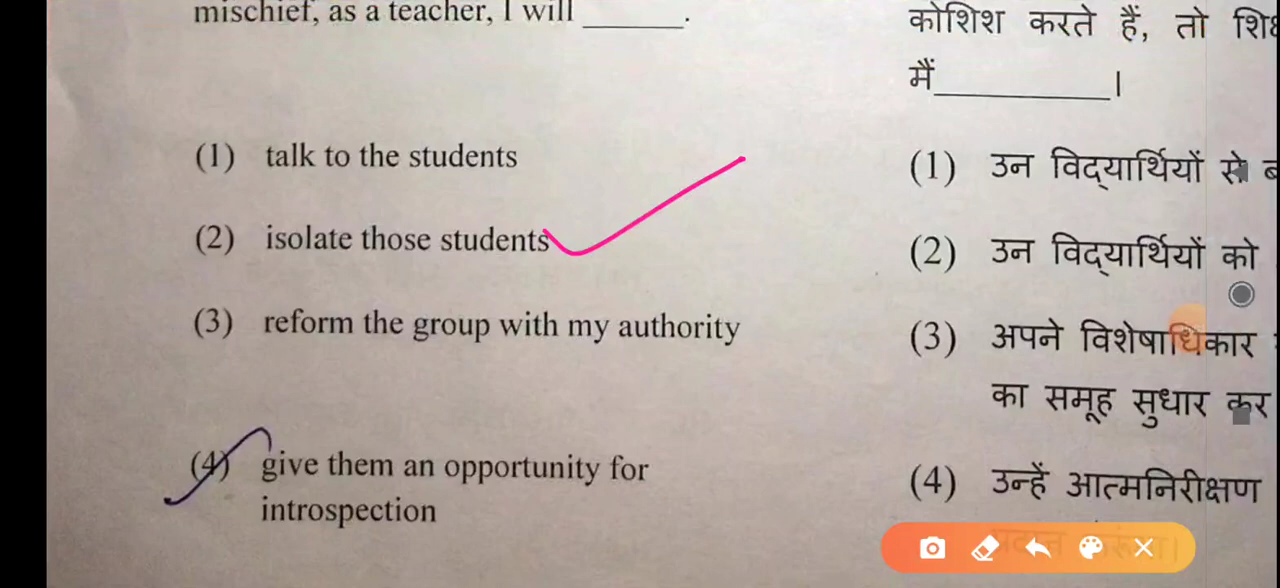 mischief, as a teacher, I will ______.
(1) talk to the students
(2) isolate those students
(3) reform the group with my authority
(4) give them an opportunity for
introspection
कोशिश करते हैं, तो
मैं__________।
(1) उन विद्यार्थियों से
(2) उन विद्यार्थियों को
(3) अपने विशेषाधिकार
का समूह सुधार कर
(4) उन्हें आत्मनिरीक्षण